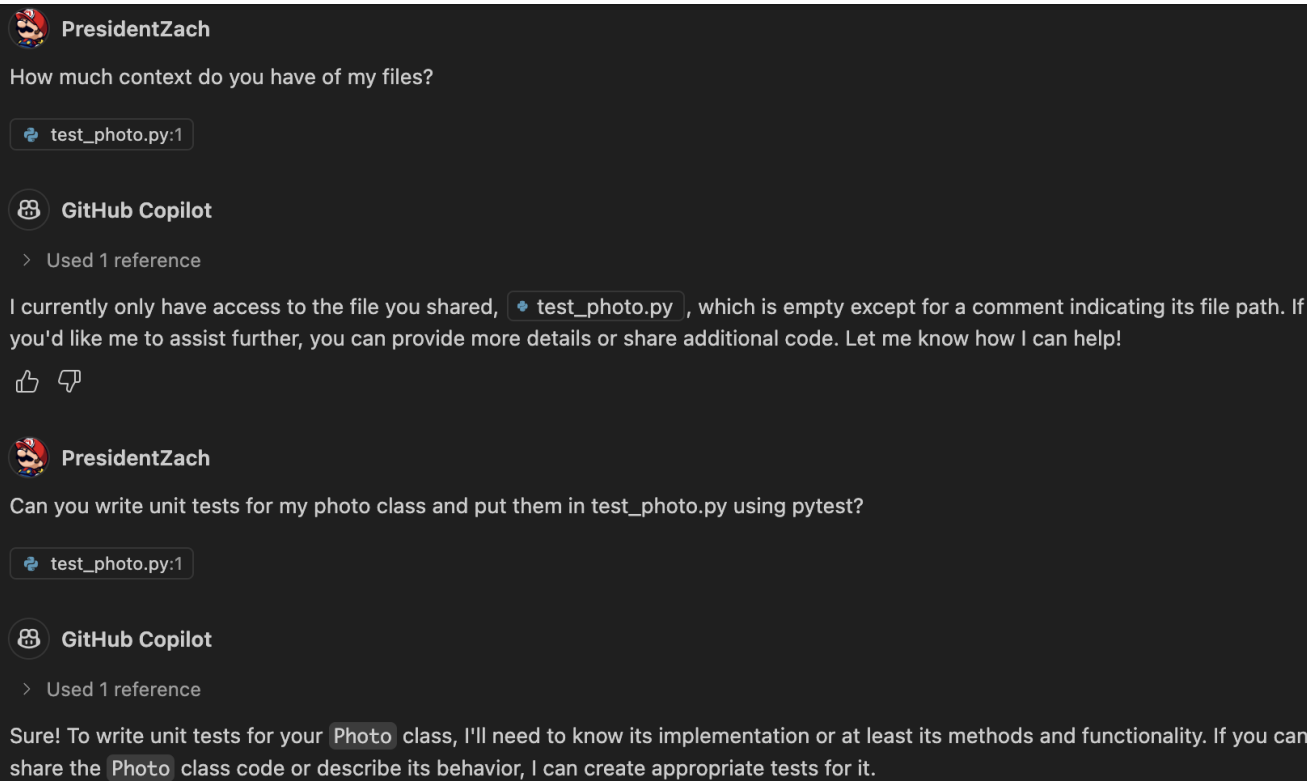 PresidentZach
How much context do you have of my files?
test_photo.py:1
GitHub Copilot
Used 1 reference
I currently only have access to the file you shared, test_photo.py , which is empty except for a comment indicating its file path. If
you'd like me to assist further, you can provide more details or share additional code. Let me know how I can help!
PresidentZach
Can you write unit tests for my photo class and put them in test_photo.py using pytest?
test_photo.py:1
GitHub Copilot
Used 1 reference
Sure! To write unit tests for your Photo class, I'll need to know its implementation or at least its methods and functionality. If you can
share the Photo class code or describe its behavior, I can create appropriate tests for it.